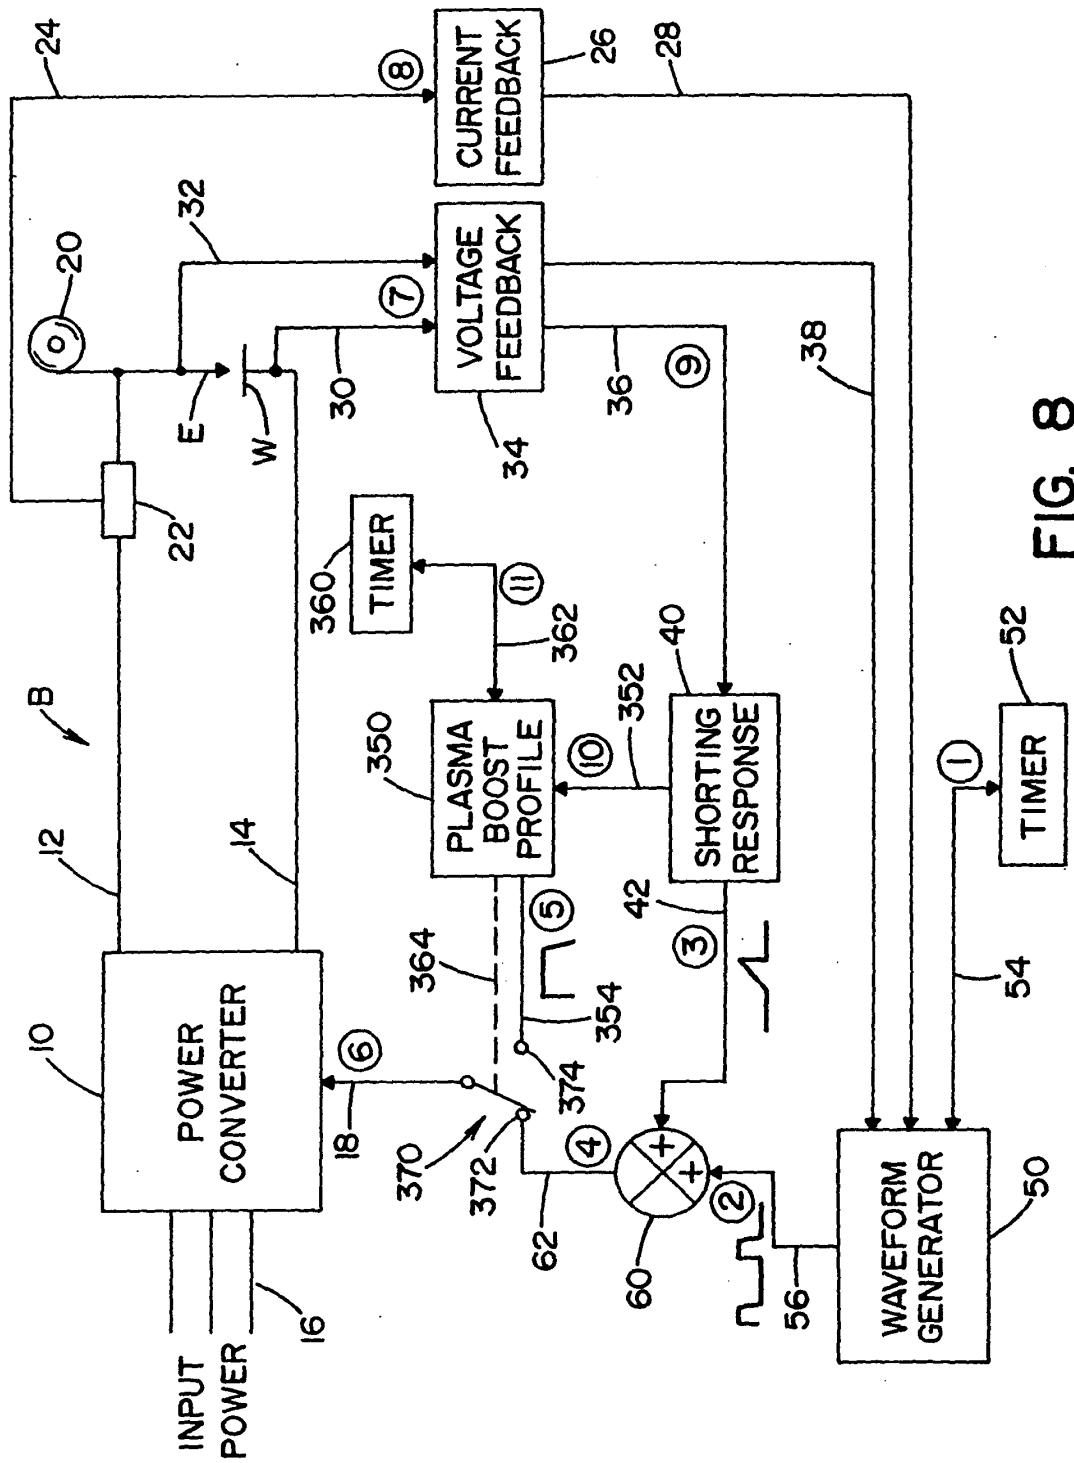 B
24
20
32
8
CURRENT
FEEDBACK
26
28
10
12
14
22
E
W
30
7
VOLTAGE
FEEDBACK
34
36
9
38
INPUT
POWER
16
POWER
CONVERTER
18
6
360
TIMER
11
362
350
PLASMA
BOOST
PROFILE
10
352
40
SHORTING
RESPONSE
42
3
364
5
354
374
370
372
4
62
60
+
+
2
56
WAVEFORM
GENERATOR
50
54
1
TIMER
52
FIG. 8